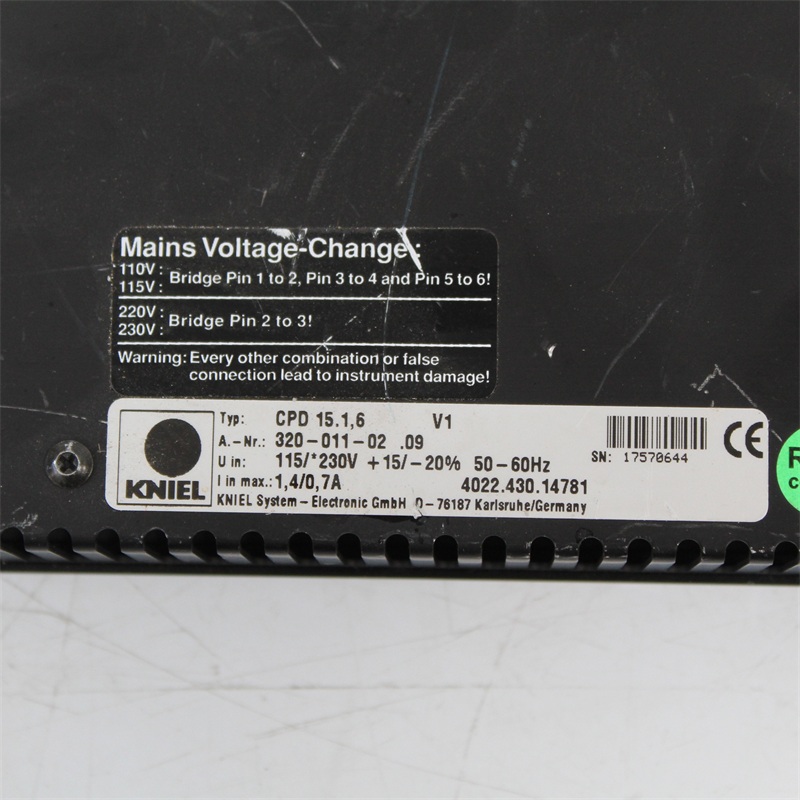 Mains Voltage-Change:
110V:
115V:
Bridge Pin 1 to 2, Pin 3 to 4 and Pin 5 to 6!
220V:
230V:
Bridge Pin 2 to 3!
Warning: Every other combination or false
connection lead to instrument damage!
KNIEL
Typ: CPD 15.1,6 V1
A.-Nr.: 320-011-02 .09
U in: 115/*230V +15/-20% 50-60Hz
I in max.: 1,4/0,7A 4022.430.14781
KNIEL System-Electronic GmbH D-76187 Karlsruhe/Germany
SN: 17570644
CE
R
C